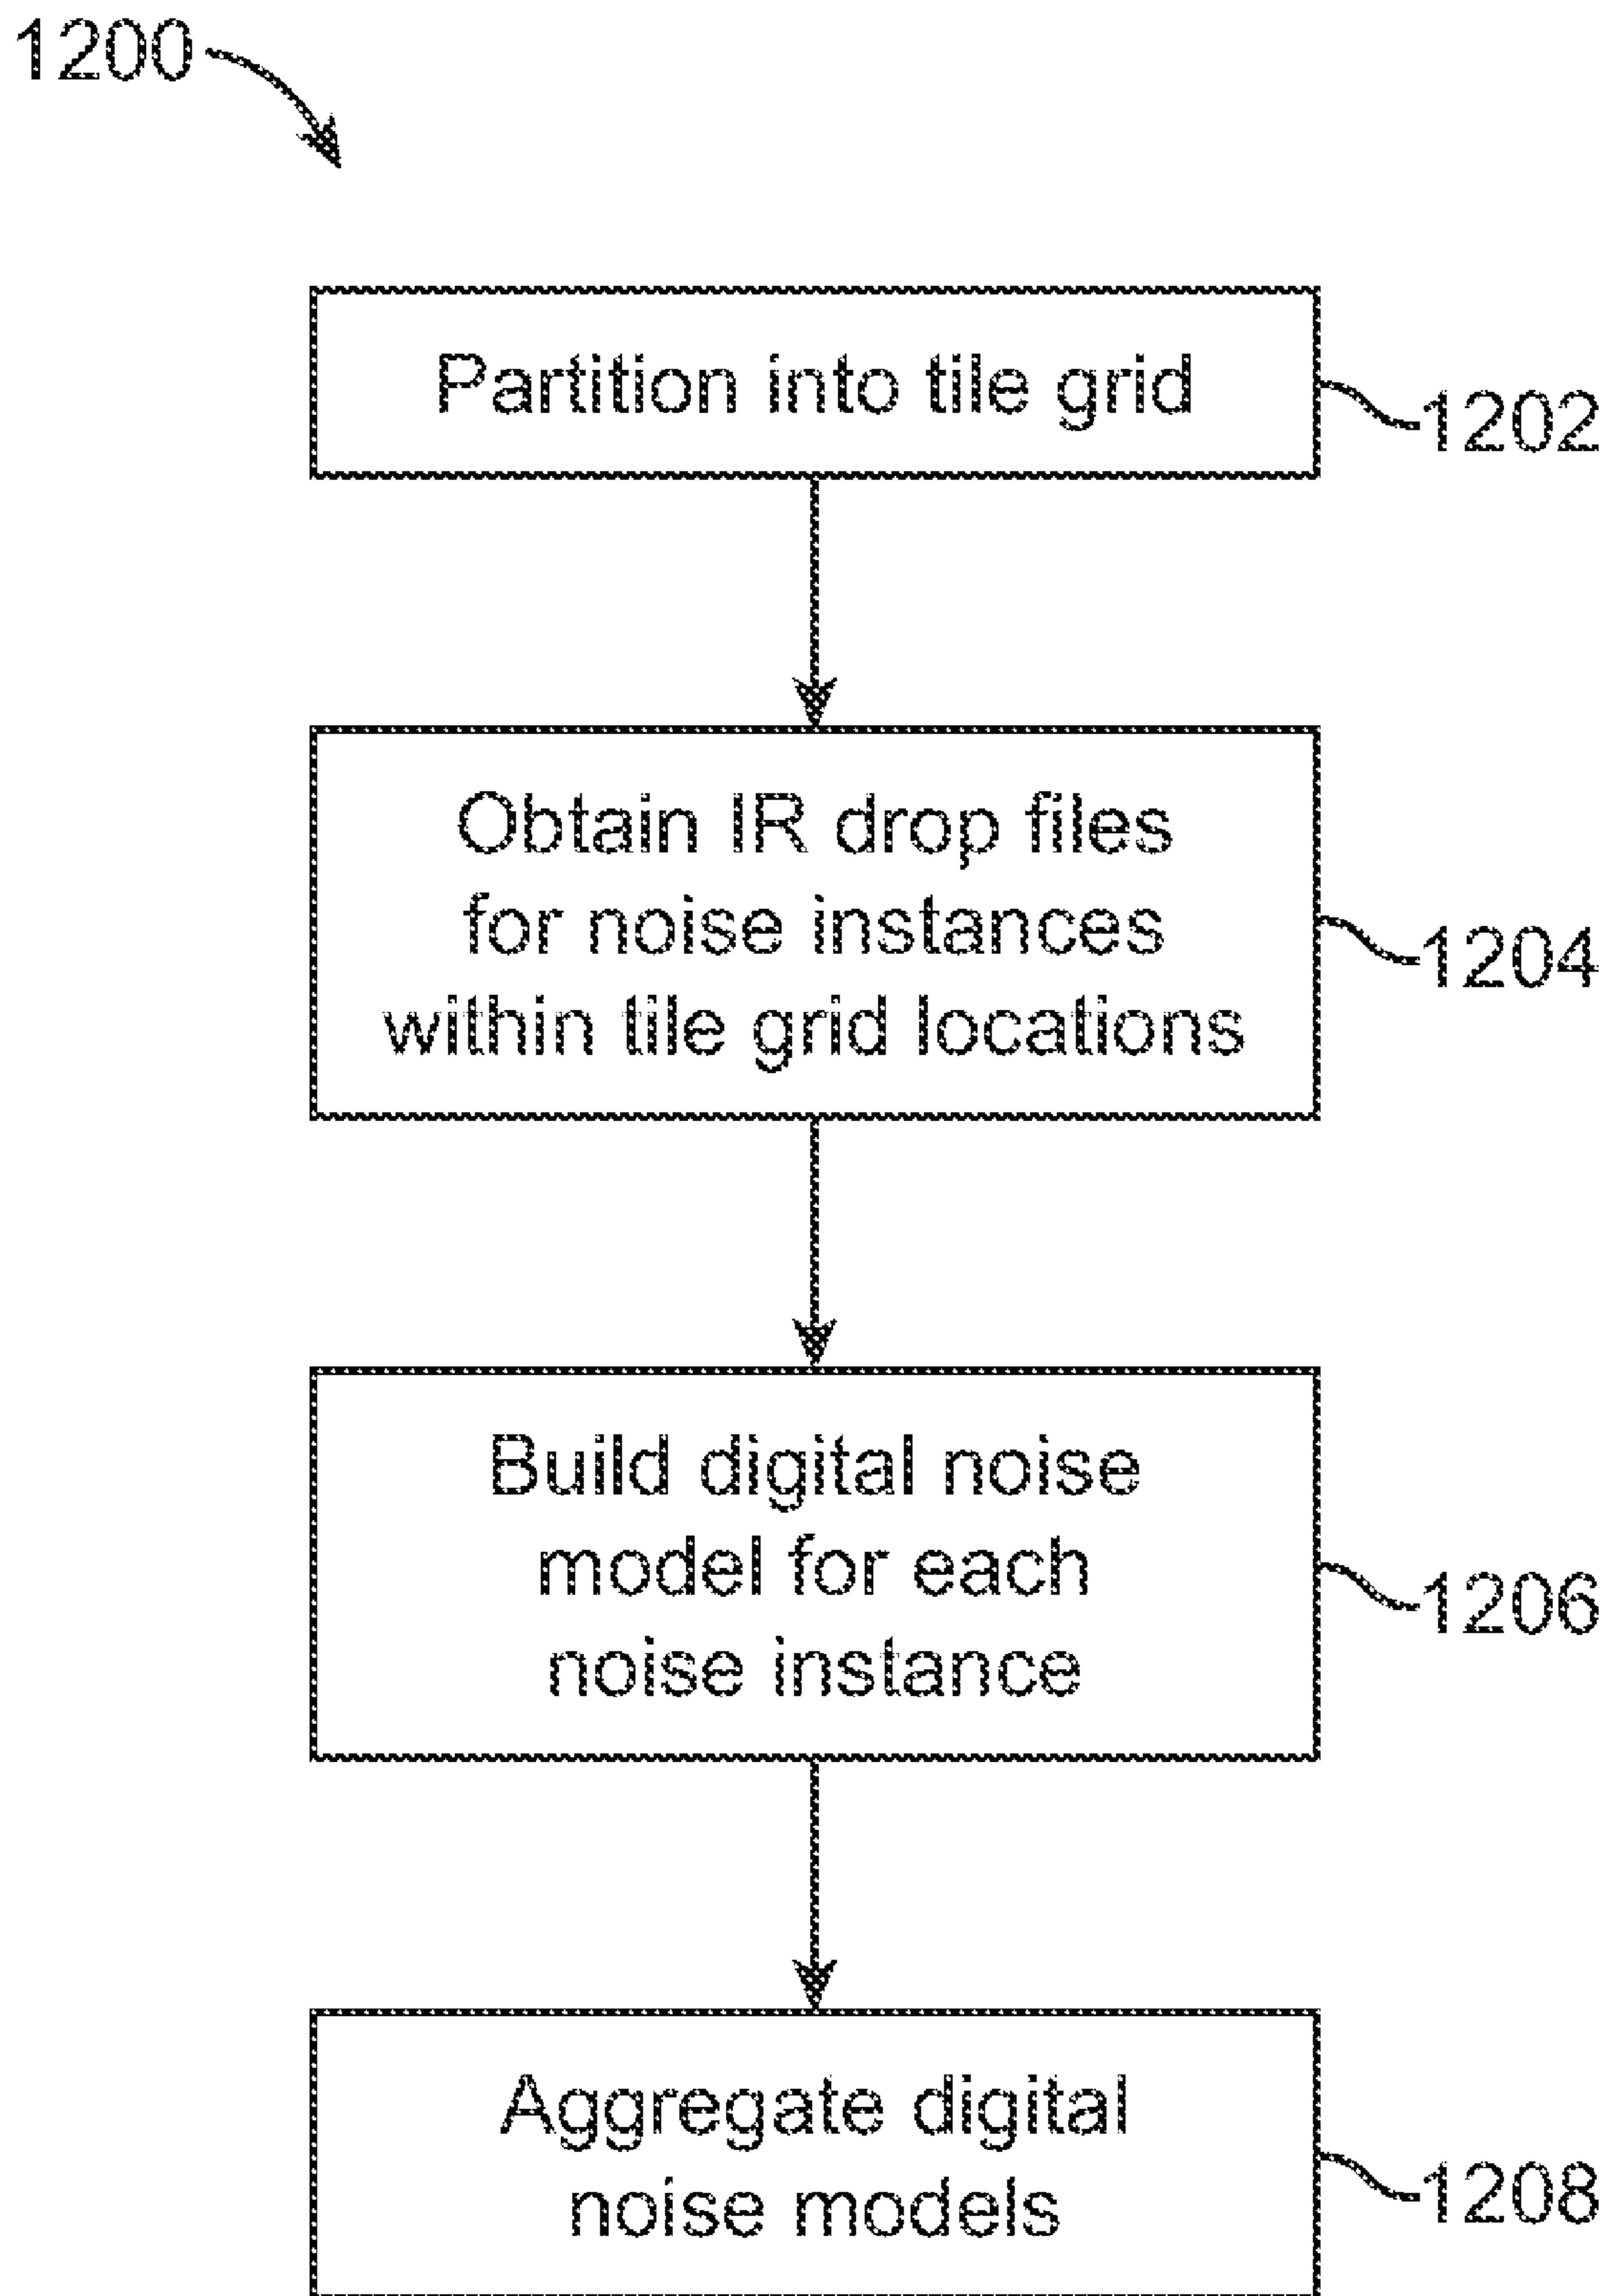 1200
Partition into tile grid
1202
Obtain IR drop files
for noise instances
within tile grid locations
1204
Build digital noise
model for each
noise instance
1206
Aggregate digital
noise models
1208